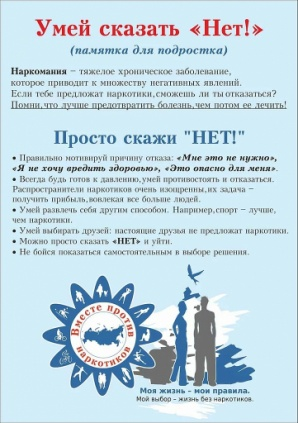 Умей сказать «Нет!»
(памятка для подростка)
Наркомания – тяжелое хроническое заболевание,
которое приводит к множеству негативных явлений.
Если тебе предложат наркотики,сможешь ли ты отказаться?
Помни,что лучше предотвратить болезнь,чем потом ее лечить!
Просто скажи "НЕТ!"
• Правильно мотивируй причину отказа: «Мне это не нужно»,
«Я не хочу вредить здоровью», «Это опасно для меня».
• Всегда будь готов к давлению,умей противостоять и отказаться.
Распространители наркотиков очень изощренны,их задача –
получить прибыль,вовлекая все больше людей.
• Умей развлечь себя другим способом. Например,спорт – лучше,
чем наркотики.
• Умей выбирать друзей: настоящие друзья не предложат наркотики.
• Можно просто сказать «НЕТ» и уйти.
• Не бойся показаться самостоятельным в выборе решения.
Вместе против
наркотиков
Моя жизнь – мои правила.
Мой выбор – жизнь без наркотиков.